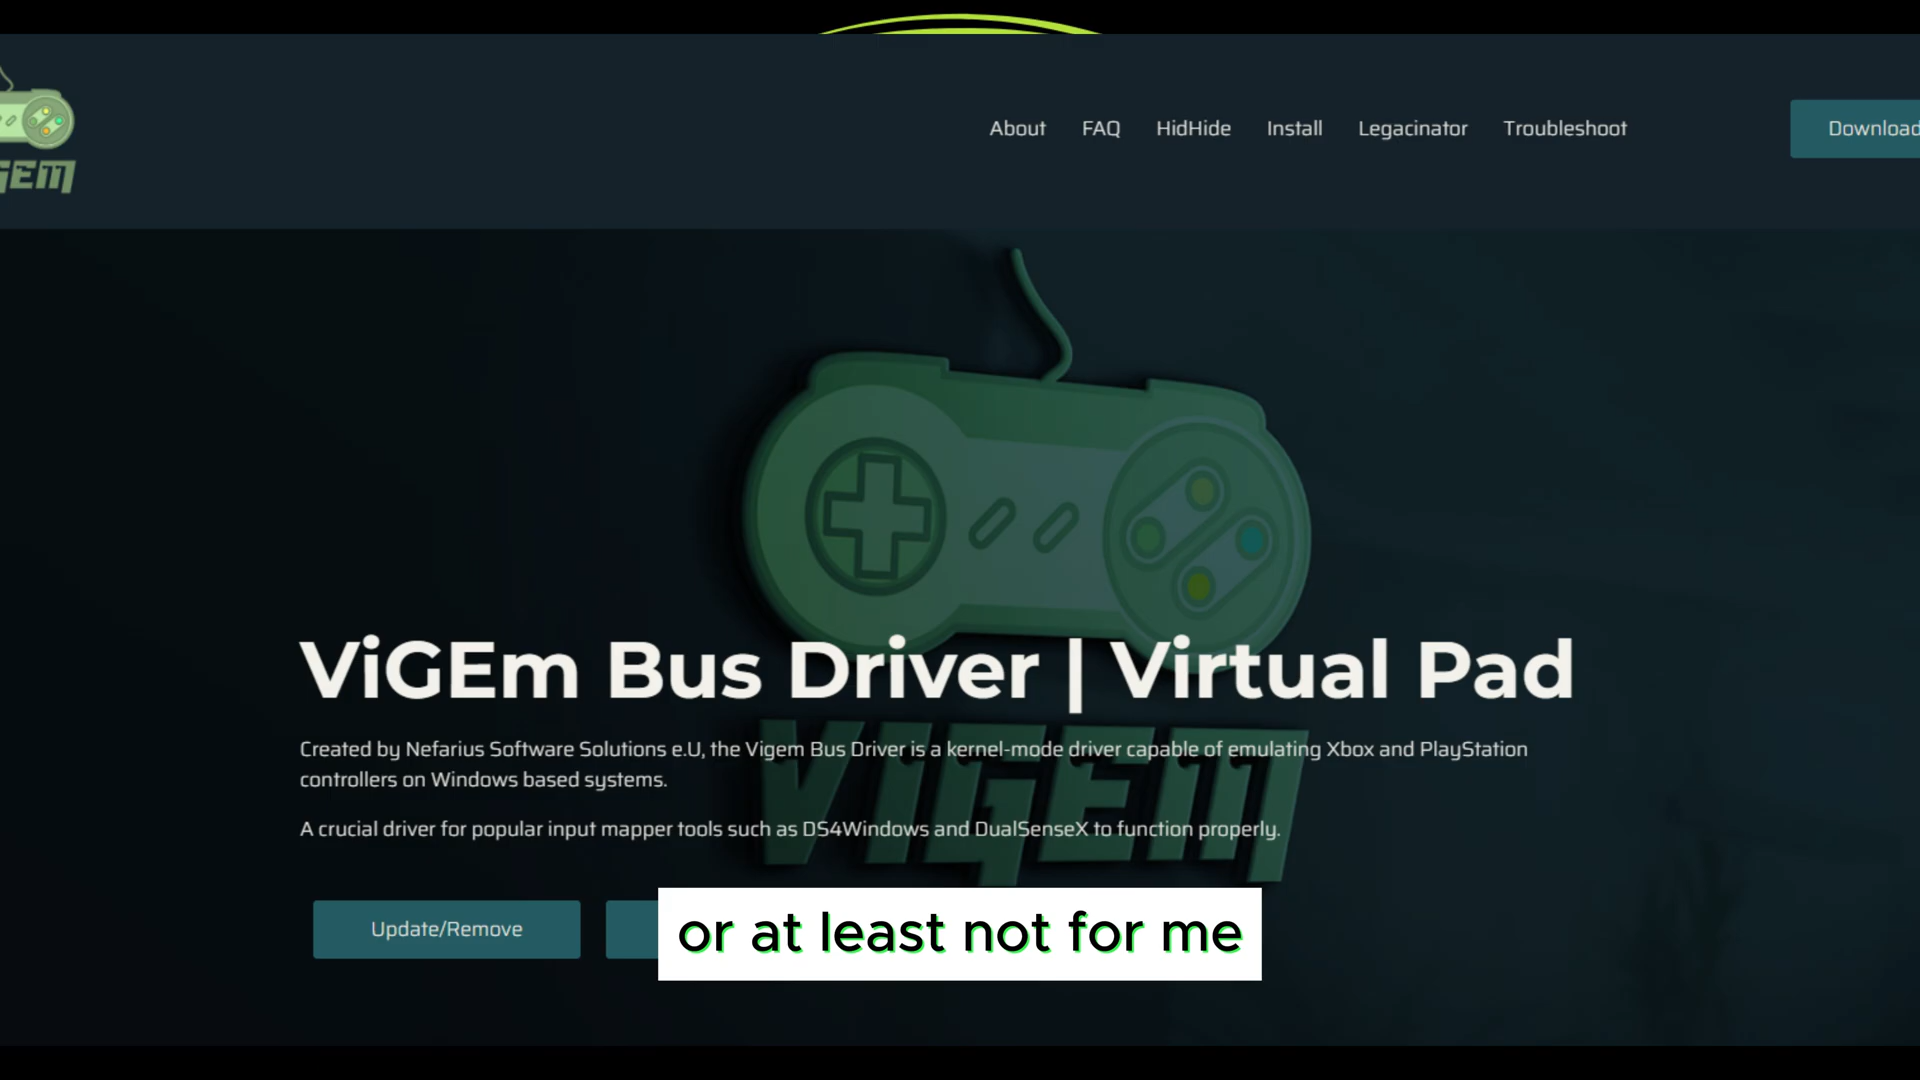 About FAQ HidHide Install Legacinator Troubleshoot Download
GEm
ViGEm Bus Driver | Virtual Pad
Created by Nefarius Software Solutions e.U, the Vigem Bus Driver is a kernel-mode driver capable of emulating Xbox and PlayStation
controllers on Windows based systems.
A crucial driver for popular input mapper tools such as DS4Windows and DualSenseX to function properly.
VIGEm
Update/Remove
or at least not for me